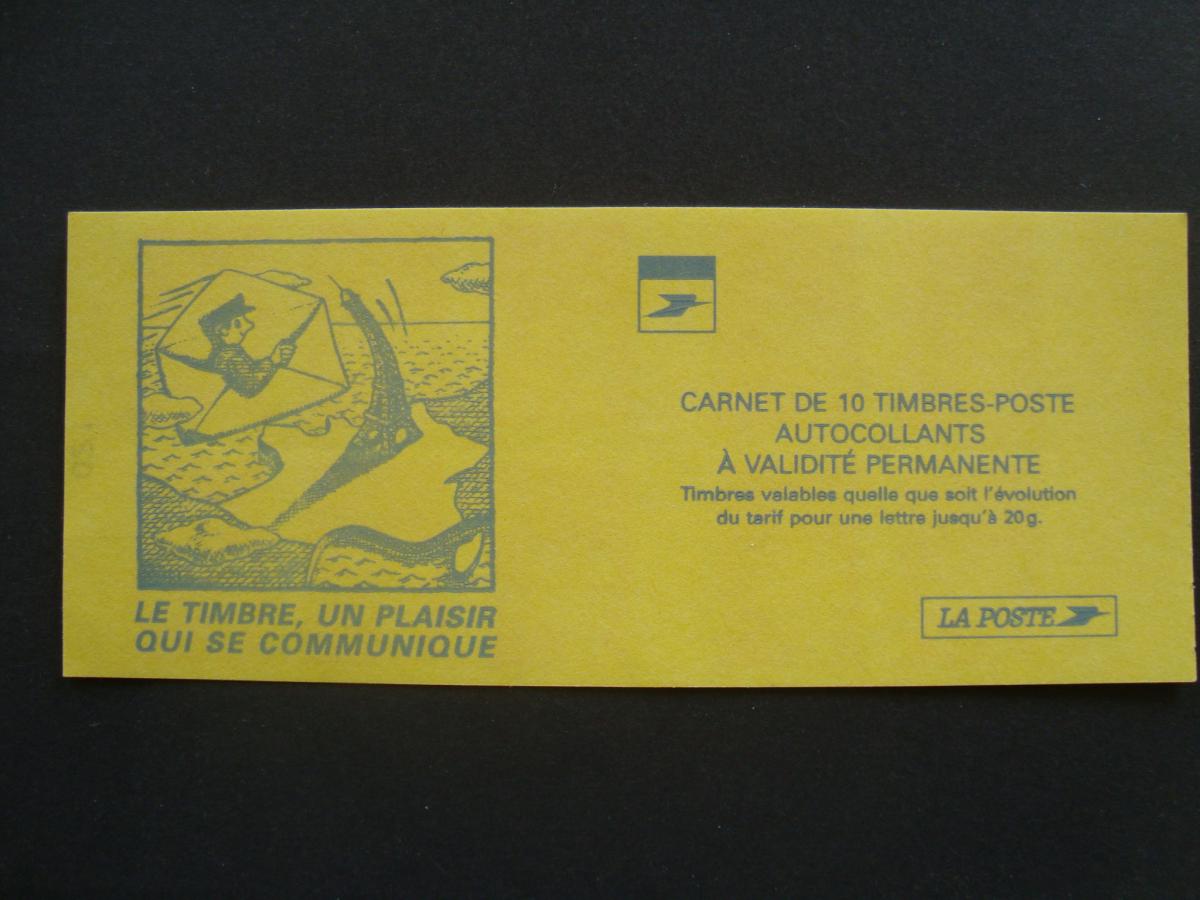 LE TIMBRE, UN PLAISIR
QUI SE COMMUNIQUE
CARNET DE 10 TIMBRES-POSTE
AUTOCOLLANTS
À VALIDITÉ PERMANENTE
Timbres valables quelle que soit l'évolution
du tarif pour une lettre jusqu'à 20g.
LA POSTE